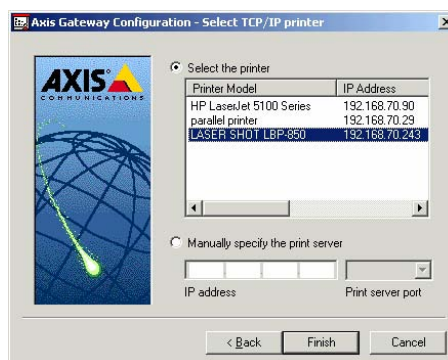 Axis Gateway Configuration - Select TCP/IP printer
AXIS
COMMUNICATIONS
Select the printer
Printer Model IP Address
HP LaserJet 5100 Series 192.168.70.90
parallel printer 192.168.70.29
LASER SHOT LBP-850 192.168.70.243
Manually specify the print server
IP address Print server port
< Back Finish Cancel